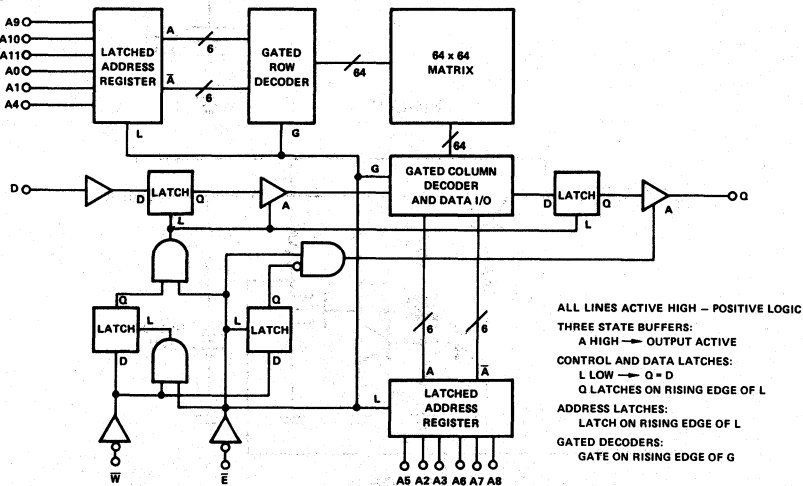 A9
A10
A11
A0
A1
A4
LATCHED
ADDRESS
REGISTER
A
6
A̅
6
L
GATED
ROW
DECODER
G
64
64 x 64
MATRIX
64
D
D
LATCH
Q
L
A
G
GATED COLUMN
DECODER
AND DATA I/O
D
LATCH
Q
L
A
Q
Q̅
LATCH
L
D
L
Q
LATCH
D
6
6
A
A̅
L
LATCHED
ADDRESS
REGISTER
W̅
E̅
A5 A2 A3 A6 A7 A8
ALL LINES ACTIVE HIGH – POSITIVE LOGIC
THREE STATE BUFFERS:
A HIGH → OUTPUT ACTIVE
CONTROL AND DATA LATCHES:
L LOW → Q = D
Q LATCHES ON RISING EDGE OF L
ADDRESS LATCHES:
LATCH ON RISING EDGE OF L
GATED DECODERS:
GATE ON RISING EDGE OF G